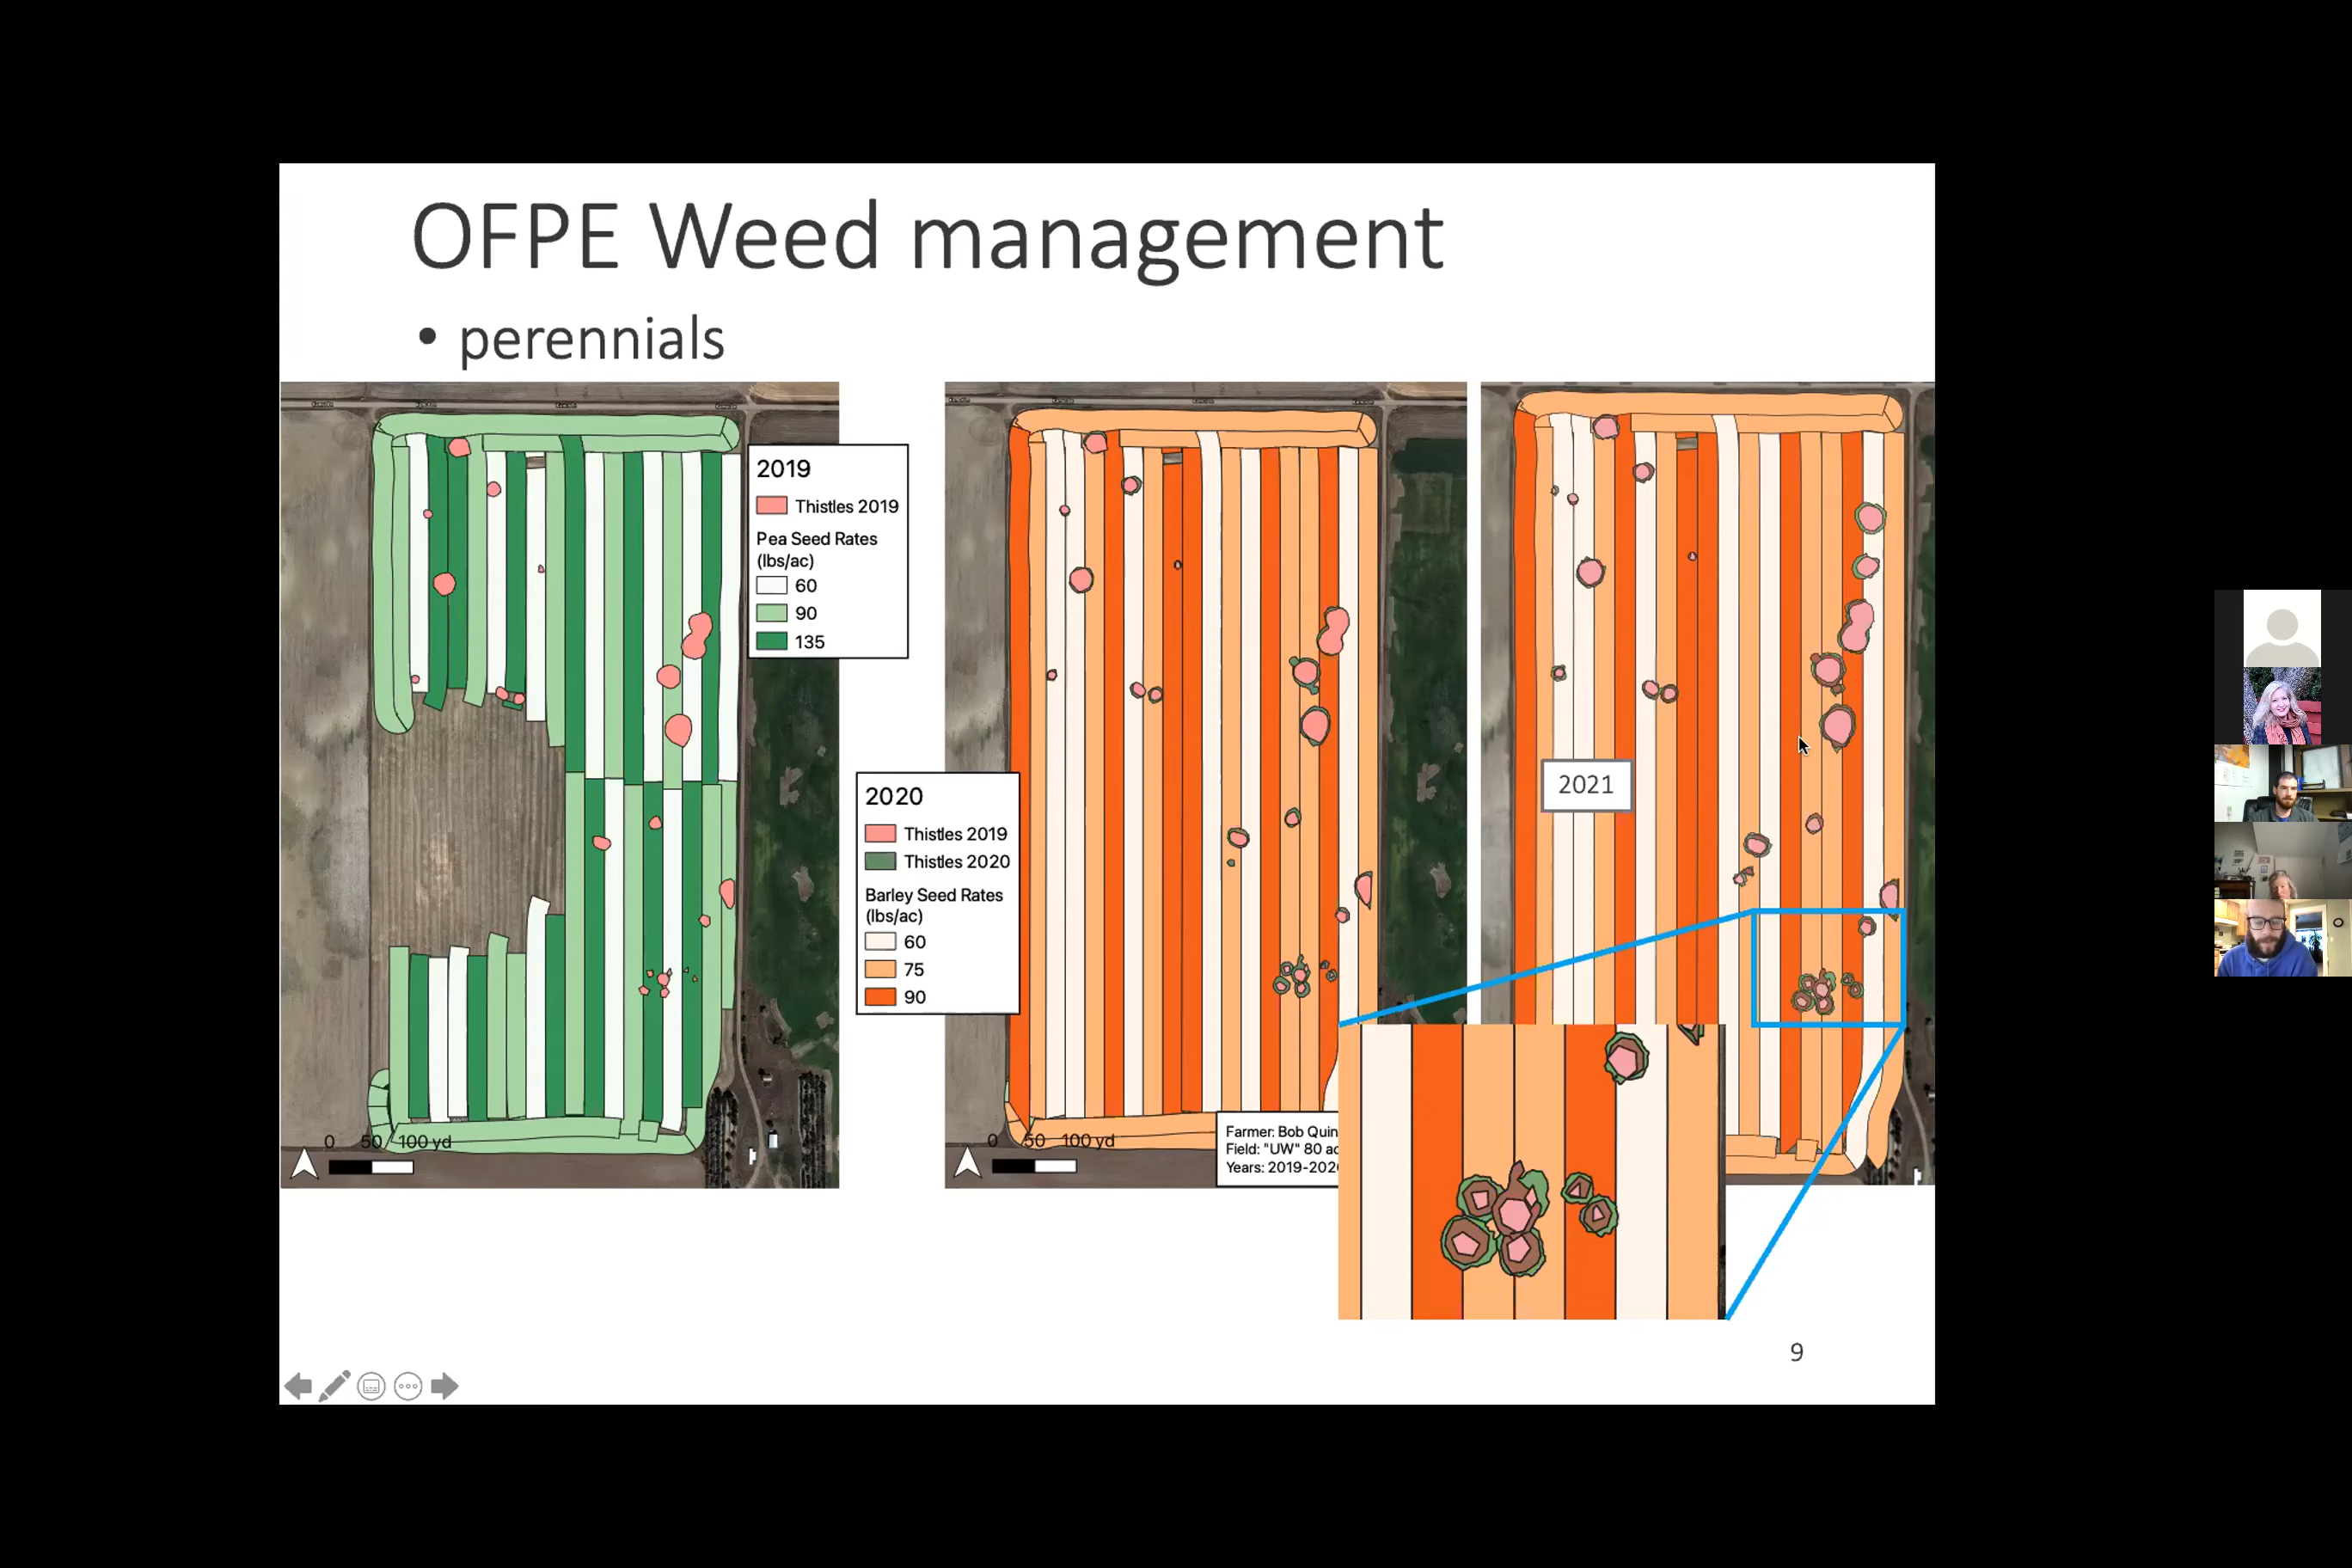 OFPE Weed management
• perennials
2019
Thistles 2019
Pea Seed Rates
(lbs/ac)
60
90
135
0 50 100 yd
2020
Thistles 2019
Thistles 2020
Barley Seed Rates
(lbs/ac)
60
75
90
0 50 100 yd
Farmer: Bob Quin
Field: "UW" 80 ac
Years: 2019-202
2021
9